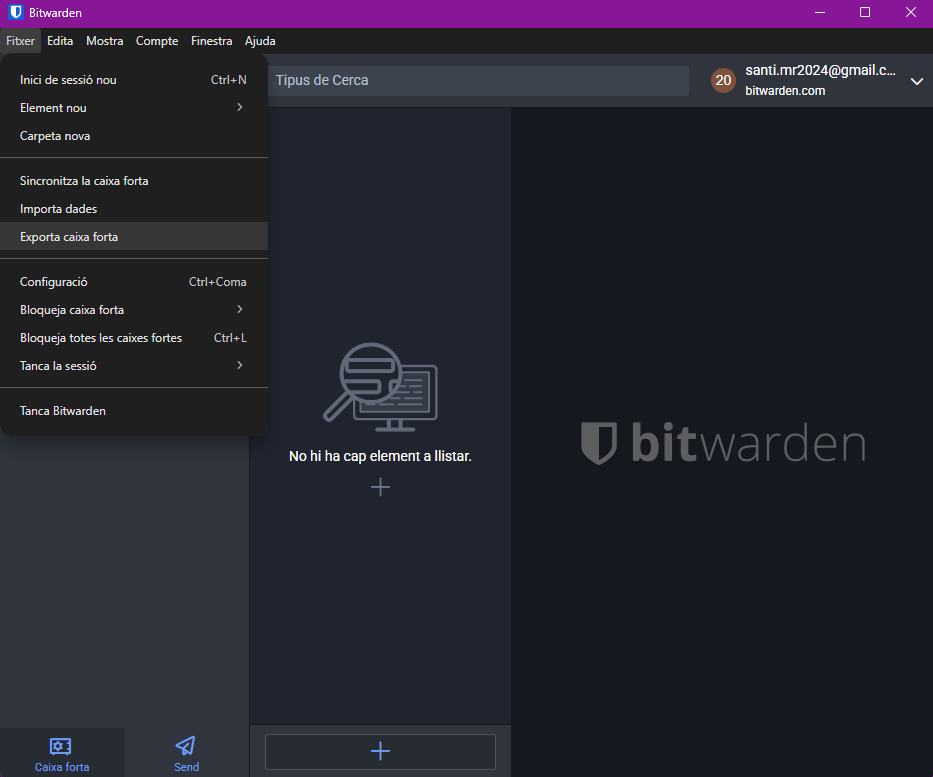 Bitwarden
Fitxer Edita Mostra Compte Finestra Ajuda
Inici de sessió nou Ctrl+N
Element nou
Carpeta nova
Sincronitza la caixa forta
Importa dades
Exporta caixa forta
Configuració Ctrl+Coma
Bloqueja caixa forta
Bloqueja totes les caixes fortes Ctrl+L
Tanca la sessió
Tanca Bitwarden
Tipus de Cerca
20
santi.mr2024@gmail.c...
bitwarden.com
No hi ha cap element a llistar.
bitwarden
Caixa forta
Send